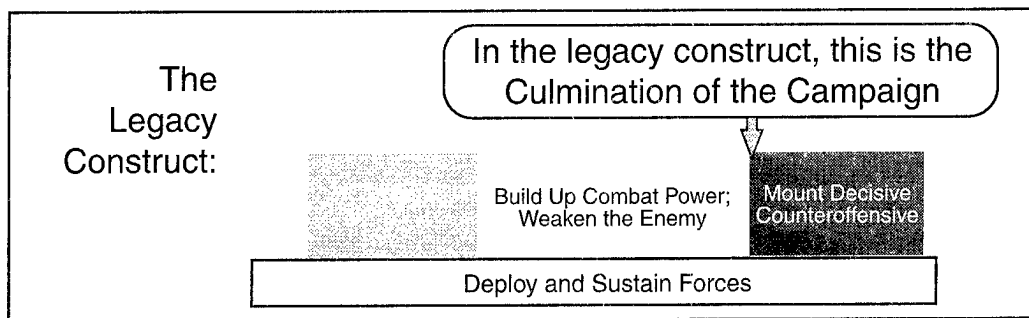 The
Legacy
Construct:
In the legacy construct, this is the
Culmination of the Campaign
Build Up Combat Power;
Weaken the Enemy
Mount Decisive
Counteroffensive
Deploy and Sustain Forces